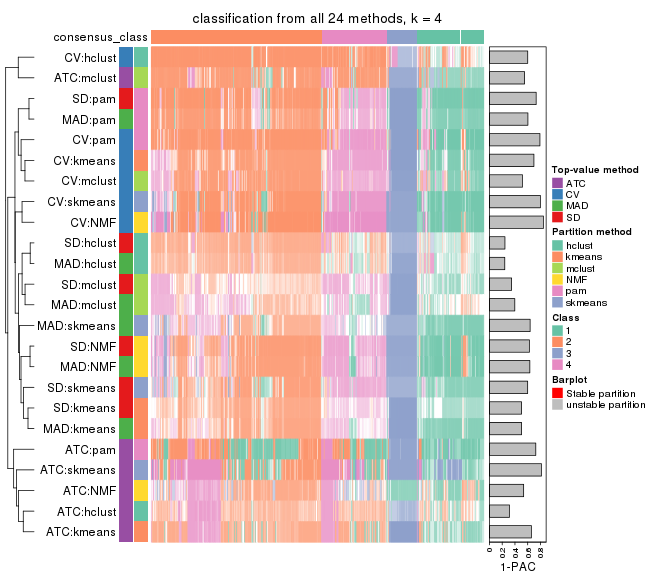 classification from all 24 methods, k = 4
consensus_class
CV:hclust
ATC:mclust
SD:pam
MAD:pam
CV:pam
CV:kmeans
CV:mclust
CV:skmeans
CV:NMF
SD:hclust
MAD:hclust
SD:mclust
MAD:mclust
MAD:skmeans
SD:NMF
MAD:NMF
SD:skmeans
SD:kmeans
MAD:kmeans
ATC:pam
ATC:skmeans
ATC:NMF
ATC:hclust
ATC:kmeans
0 0.2 0.4 0.6 0.8
1-PAC
Top-value method
ATC
CV
MAD
SD
Partition method
hclust
kmeans
mclust
NMF
pam
skmeans
Class
1
2
3
4
Barplot
Stable partition
unstable partition